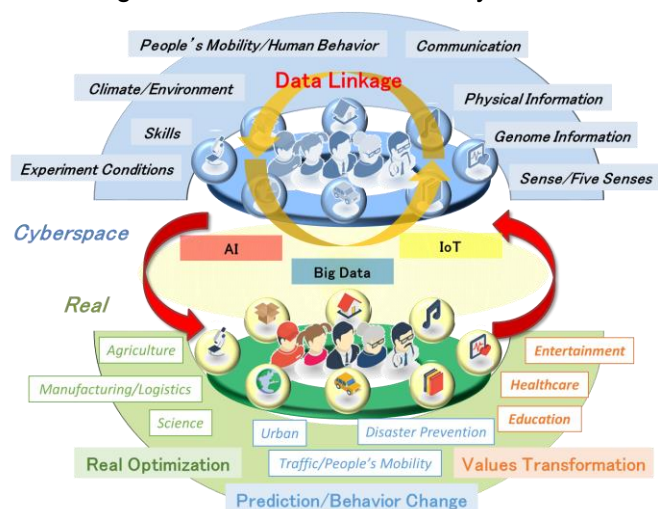 People's Mobility/Human Behavior
Communication
Data Linkage
Climate/Environment
Physical Information
Skills
Genome Information
Experiment Conditions
Sense/Five Senses
Cyberspace
AI
IoT
Big Data
Real
Agriculture
Entertainment
Manufacturing/Logistics
Healthcare
Science
Education
Urban
Disaster Prevention
Real Optimization
Traffic/People's Mobility
Values Transformation
Prediction/Behavior Change